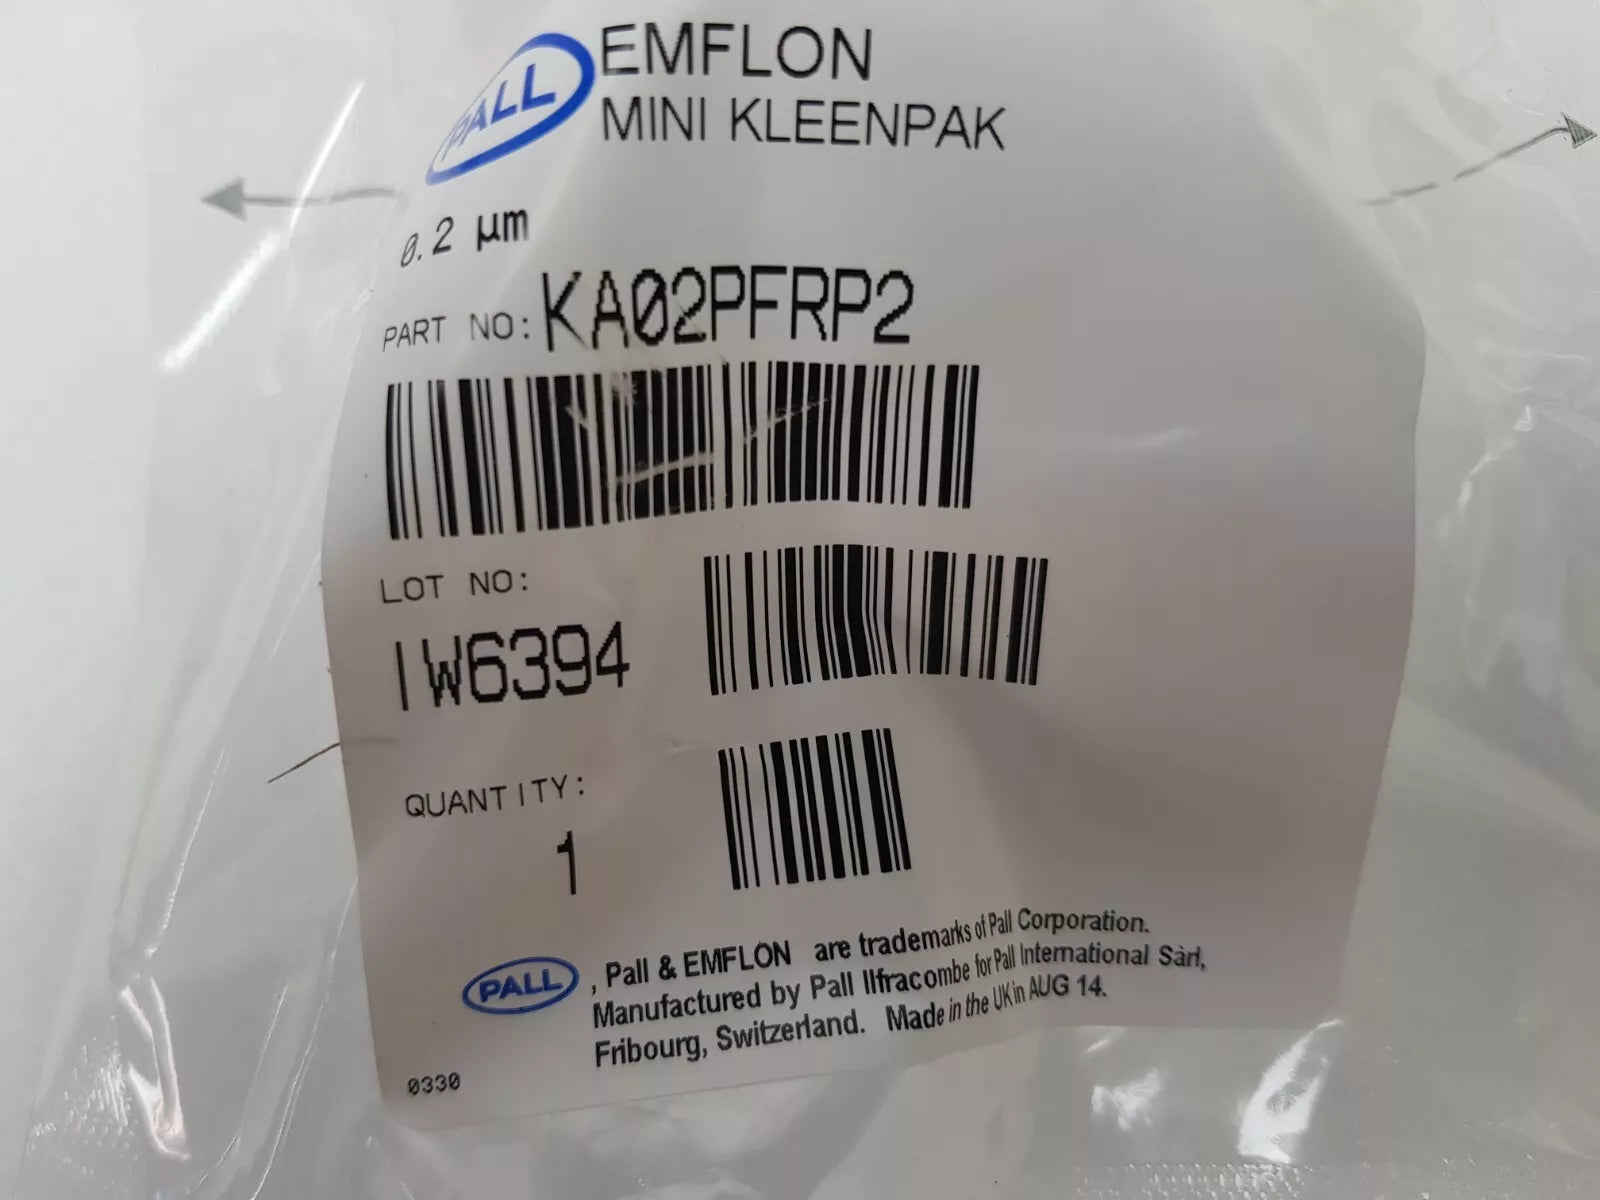 PALL EMFLON
MINI KLEENPAK
0.2 µm
PART NO: KA02PFRP2
LOT NO:
IW6394
QUANTITY:
1
PALL , Pall & EMFLON are trademarks of Pall Corporation.
Manufactured by Pall Ilfracombe for Pall International Sàrl,
Fribourg, Switzerland. Made in the UK in AUG 14.
0330